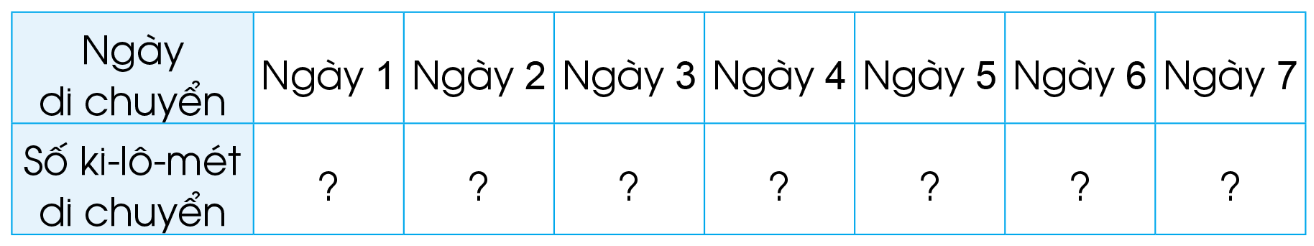 Ngày
di chuyển
Ngày 1 Ngày 2 Ngày 3 Ngày 4 Ngày 5 Ngày 6 Ngày 7
Số ki-lô-mét
di chuyển
? ? ? ? ? ? ?